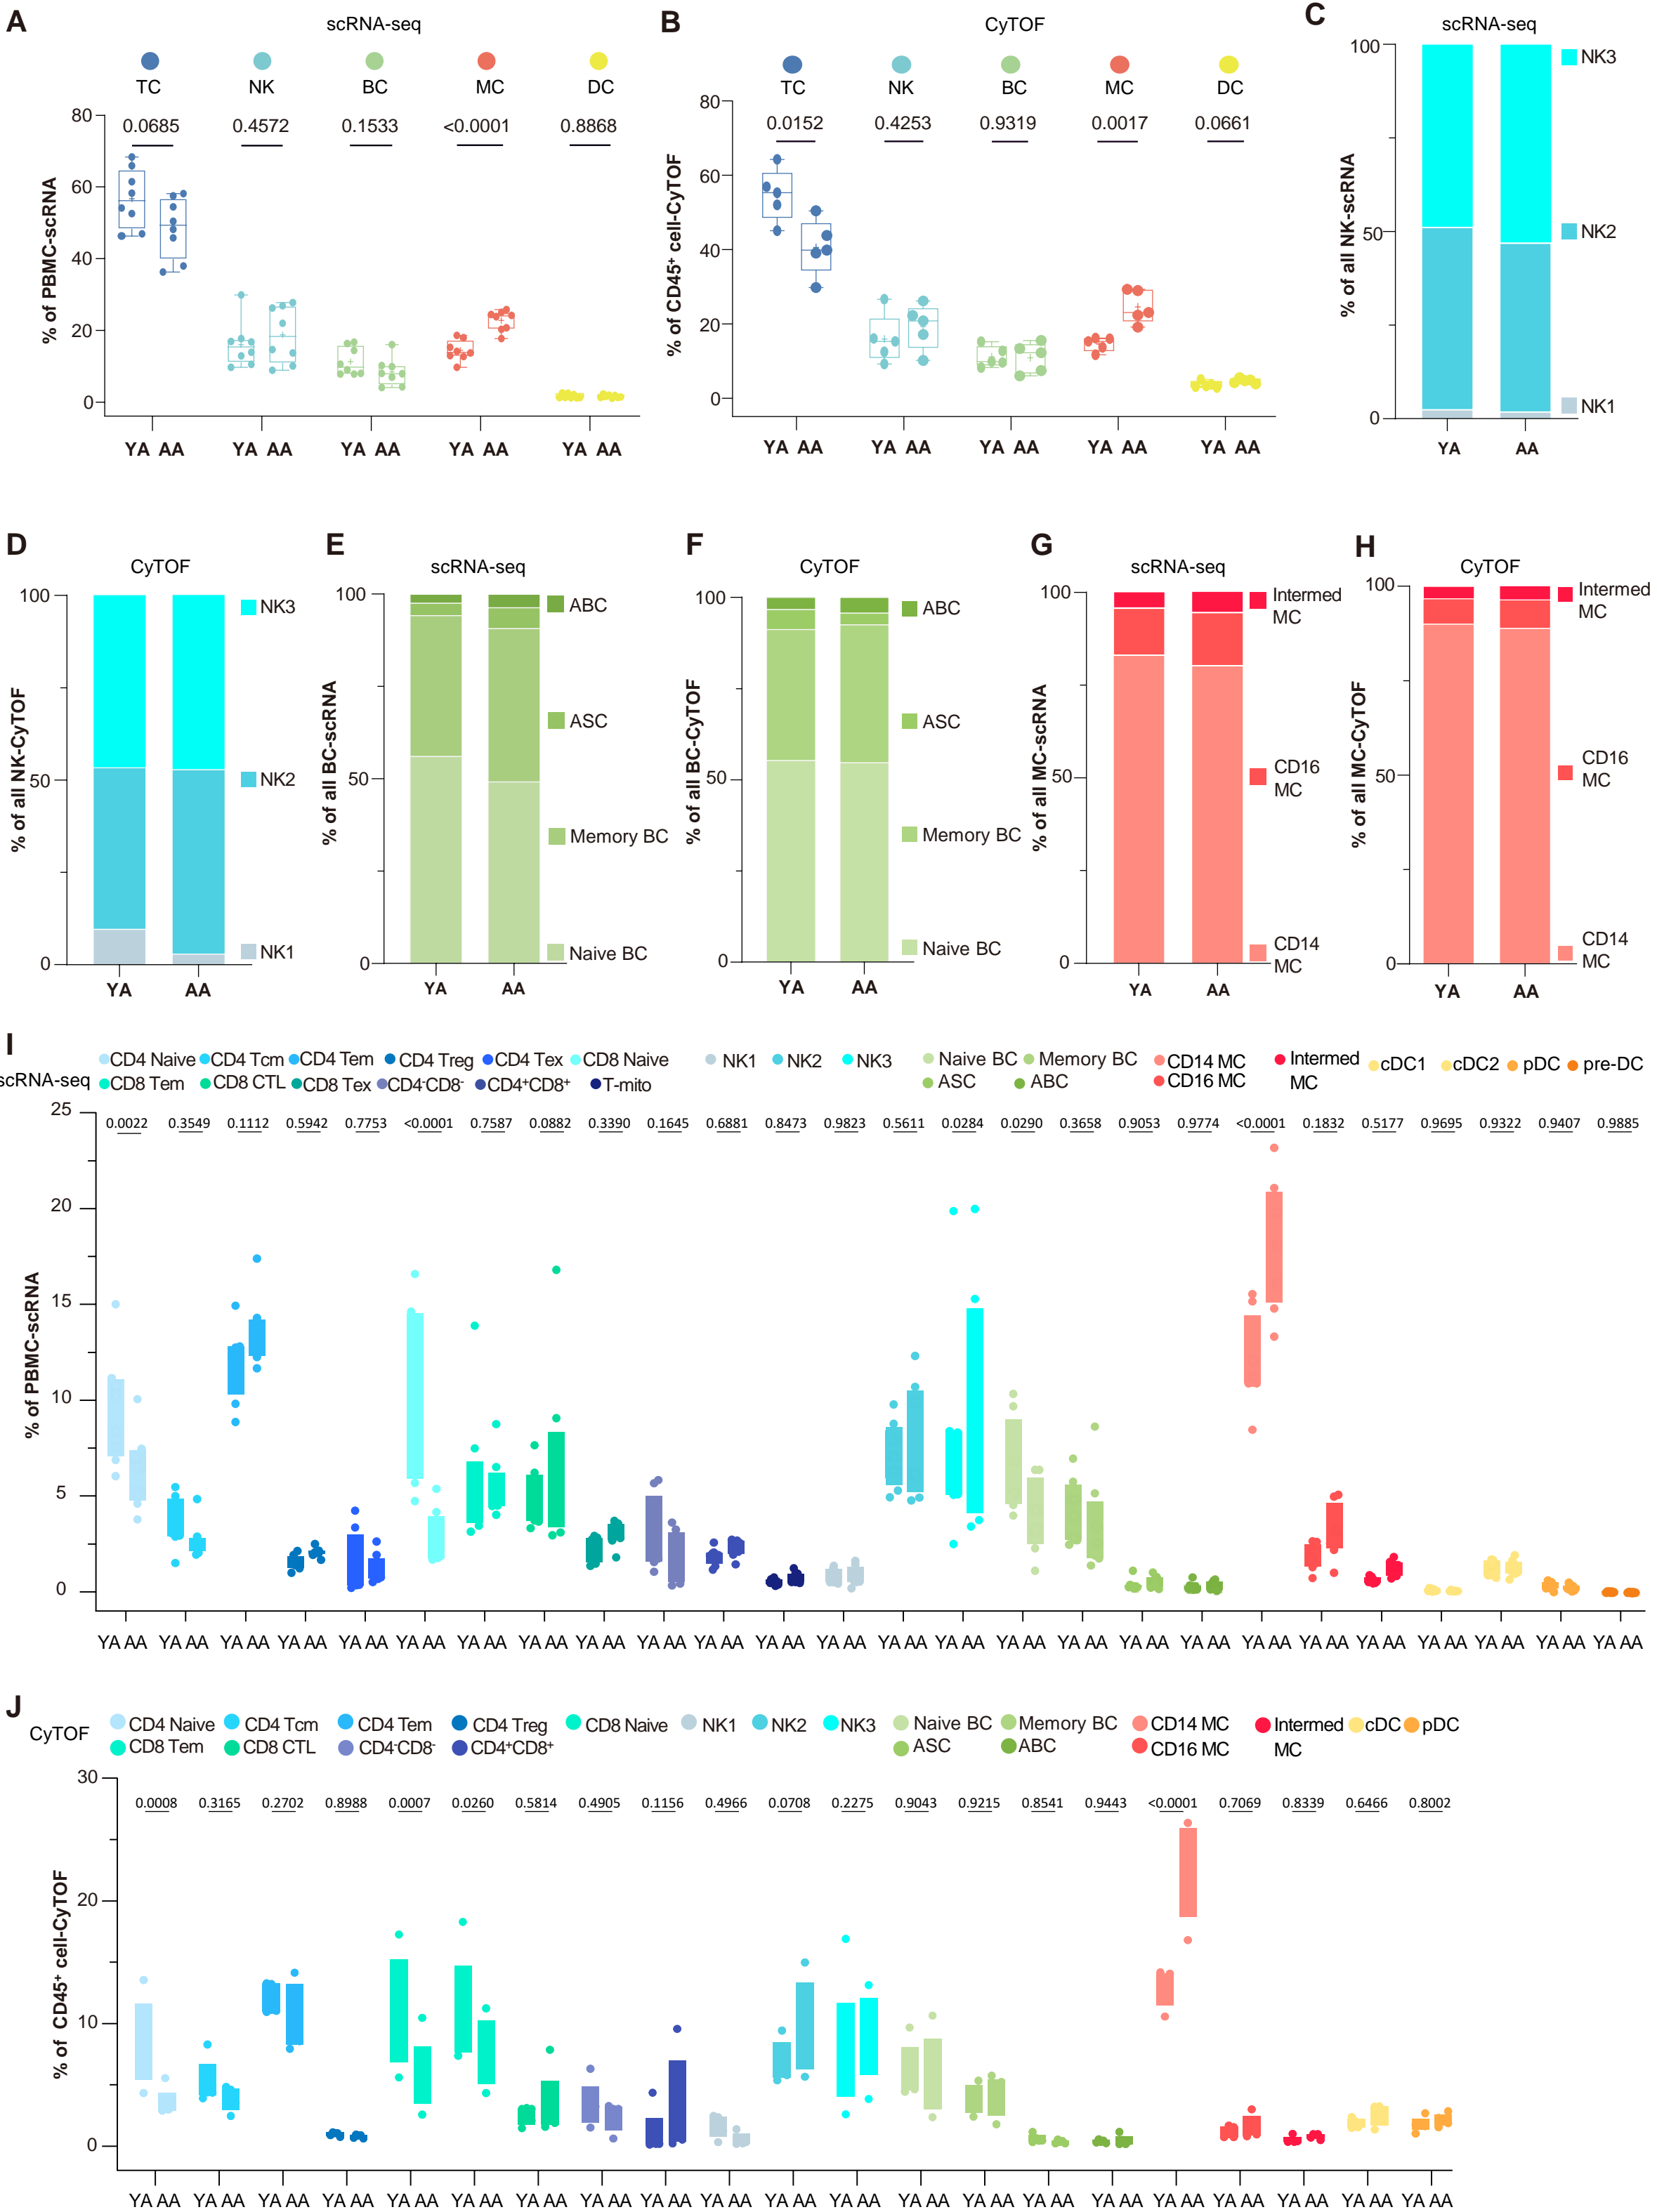 A
scRNA-seq
TC NK BC MC DC
0.0685 0.4572 0.1533 <0.0001 0.8868
% of PBMC-scRNA
80
60
40
20
0
YA AA YA AA YA AA YA AA YA AA
B
CyTOF
TC NK BC MC DC
0.0152 0.4253 0.9319 0.0017 0.0661
% of CD45⁺ cell-CyTOF
80
60
40
20
0
YA AA YA AA YA AA YA AA YA AA
C
scRNA-seq
% of all NK-scRNA
100
50
0
NK3
NK2
NK1
YA AA
D
CyTOF
% of all NK-CyTOF
100
50
0
NK3
NK2
NK1
YA AA
E
scRNA-seq
% of all BC-scRNA
100
50
0
ABC
ASC
Memory BC
Naive BC
YA AA
F
CyTOF
% of all BC-CyTOF
100
50
0
ABC
ASC
Memory BC
Naive BC
YA AA
G
scRNA-seq
% of all MC-scRNA
100
50
0
Intermed
MC
CD16
MC
CD14
MC
YA AA
H
CyTOF
% of all MC-CyTOF
100
50
0
Intermed
MC
CD16
MC
CD14
MC
YA AA
I
scRNA-seq
CD4 Naive CD4 Tcm CD4 Tem CD4 Treg CD4 Tex CD8 Naive NK1 NK2 NK3 Naive BC Memory BC CD14 MC Intermed MC cDC1 cDC2 pDC pre-DC
CD8 Tem CD8 CTL CD8 Tex CD4⁻CD8⁻ CD4⁺CD8⁺ T-mito ASC ABC CD16 MC
% of PBMC-scRNA
25
20
15
10
5
0
0.0022 0.3549 0.1112 0.5942 0.7753 <0.0001 0.7587 0.0882 0.3390 0.1645 0.6881 0.8473 0.9823 0.5611 0.0284 0.0290 0.3658 0.9053 0.9774 <0.0001 0.1832 0.5177 0.9695 0.9322 0.9407 0.9885
YA AA YA AA YA AA YA AA YA AA YA AA YA AA YA AA YA AA YA AA YA AA YA AA YA AA YA AA YA AA YA AA YA AA YA AA YA AA YA AA YA AA YA AA YA AA YA AA YA AA YA AA
J
CyTOF
CD4 Naive CD4 Tcm CD4 Tem CD4 Treg CD8 Naive NK1 NK2 NK3 Naive BC Memory BC CD14 MC Intermed MC cDC pDC
CD8 Tem CD8 CTL CD4⁻CD8⁻ CD4⁺CD8⁺ ASC ABC CD16 MC
% of CD45⁺ cell-CyTOF
30
20
10
0
0.0008 0.3165 0.2702 0.8988 0.0007 0.0260 0.5814 0.4905 0.1156 0.4966 0.0708 0.2275 0.9043 0.9215 0.8541 0.9443 <0.0001 0.7069 0.8339 0.6466 0.8002
YA AA YA AA YA AA YA AA YA AA YA AA YA AA YA AA YA AA YA AA YA AA YA AA YA AA YA AA YA AA YA AA YA AA YA AA YA AA YA AA YA AA